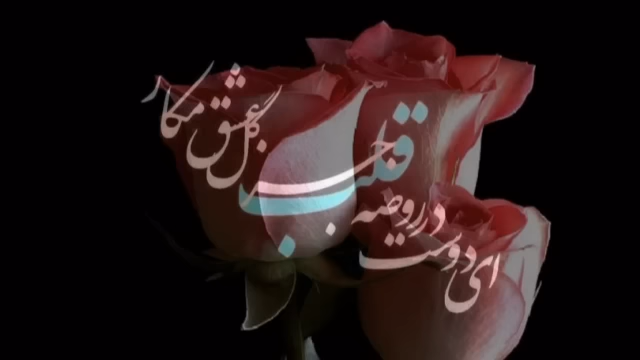 ای دوست در روضه
قلب
جز گل عشق مکار